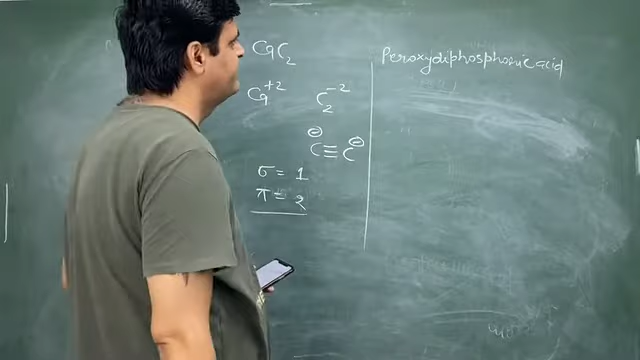 CaC₂
Ca⁺² C₂⁻²
⊖ ⊖
C≡C
σ = 1
π = 2
Peroxydiphosphoric acid